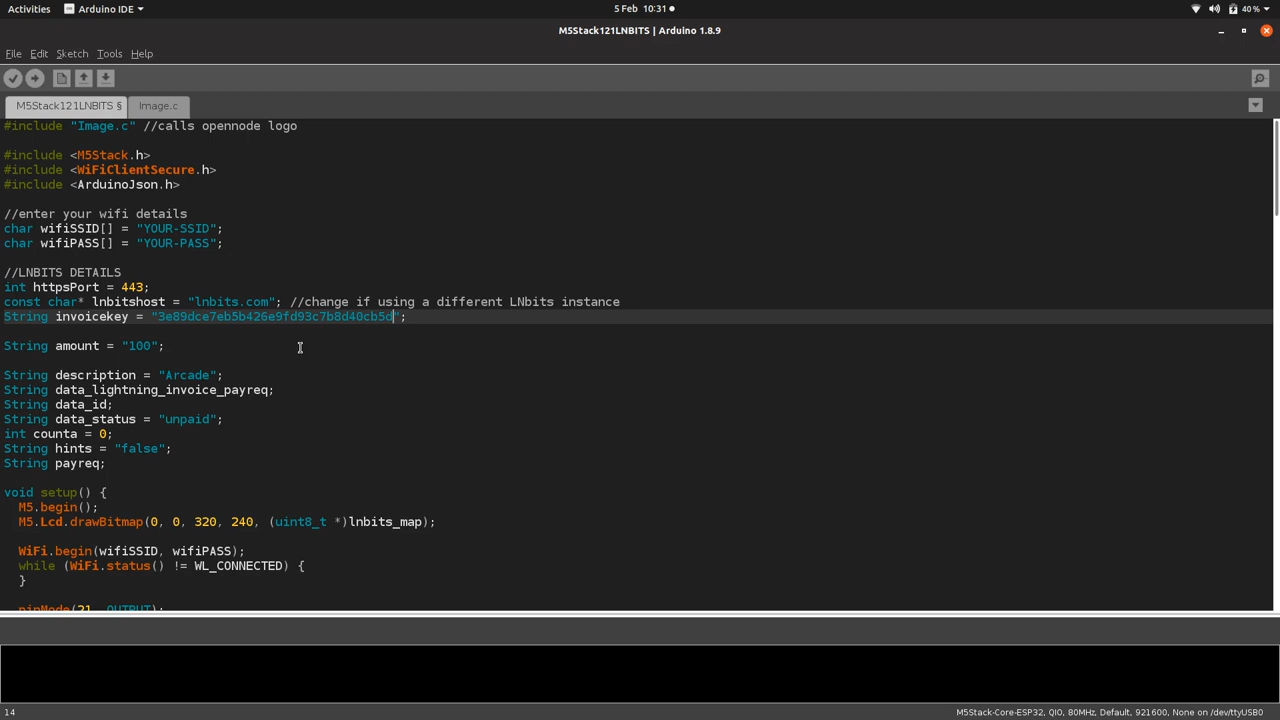 Activities Arduino IDE 5 Feb 10:31 40 %
M5Stack121LNBITS | Arduino 1.8.9
File Edit Sketch Tools Help
M5Stack121LNBITS § Image.c
#include "Image.c" //calls opennode logo
#include <M5Stack.h>
#include <WiFiClientSecure.h>
#include <ArduinoJson.h>
//enter your wifi details
char wifiSSID[] = "YOUR-SSID";
char wifiPASS[] = "YOUR-PASS";
//LNBITS DETAILS
int httpsPort = 443;
const char* lnbitshost = "lnbits.com"; //change if using a different LNbits instance
String invoicekey = "3e89dce7eb5b426e9fd93c7b8d40cb5d";
String amount = "100";
String description = "Arcade";
String data_lightning_invoice_payreq;
String data_id;
String data_status = "unpaid";
int counta = 0;
String hints = "false";
String payreq;
void setup() {
M5.begin();
M5.Lcd.drawBitmap(0, 0, 320, 240, (uint8_t *)lnbits_map);
WiFi.begin(wifiSSID, wifiPASS);
while (WiFi.status() != WL_CONNECTED) {
}
pinMode(21, OUTPUT);
14 M5Stack-Core-ESP32, QIO, 80MHz, Default, 921600, None on /dev/ttyUSB0